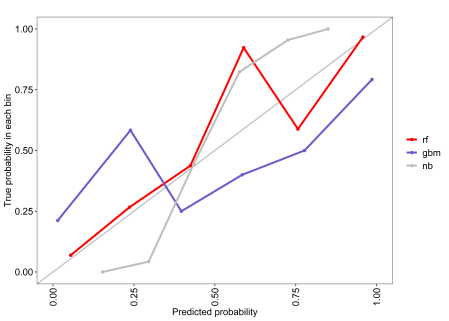 True probability in each bin
1.00
0.75
0.50
0.25
0.00
0.00
0.25
0.50
0.75
1.00
Predicted probability
rf
gbm
nb